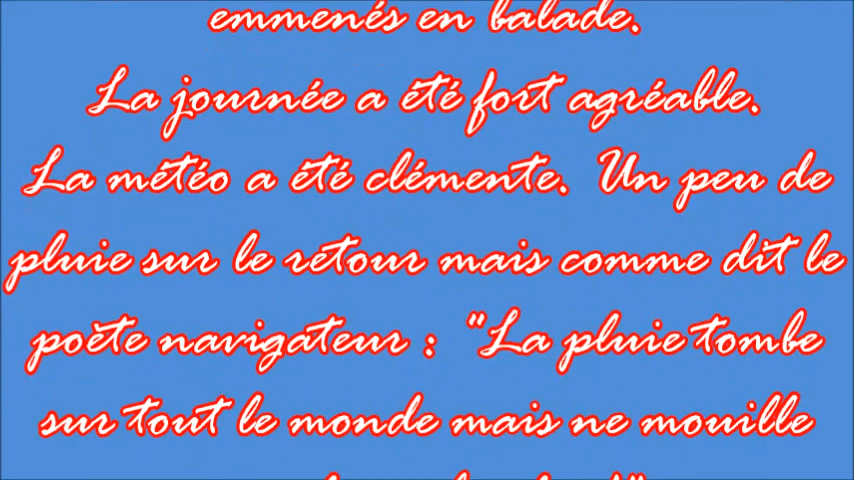 emmenés en balade.
La journée a été fort agréable.
La météo a été clémente. Un peu de
pluie sur le retour mais comme dit le
poète navigateur : "La pluie tombe
sur tout le monde mais ne mouille